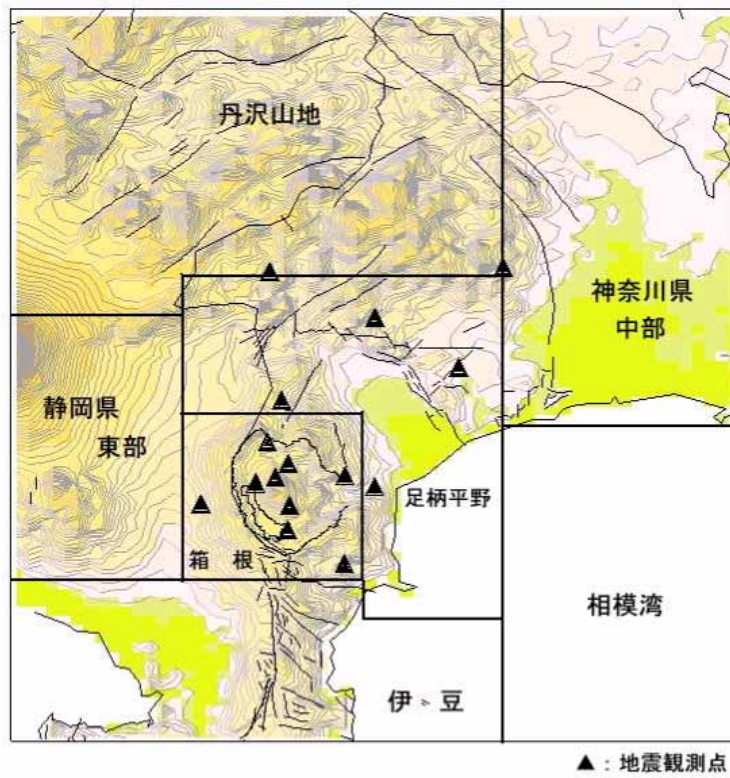 丹沢山地
神奈川県
中部
静岡県
東部
足柄平野
箱 根
相模湾
伊 豆
▲：地震観測点